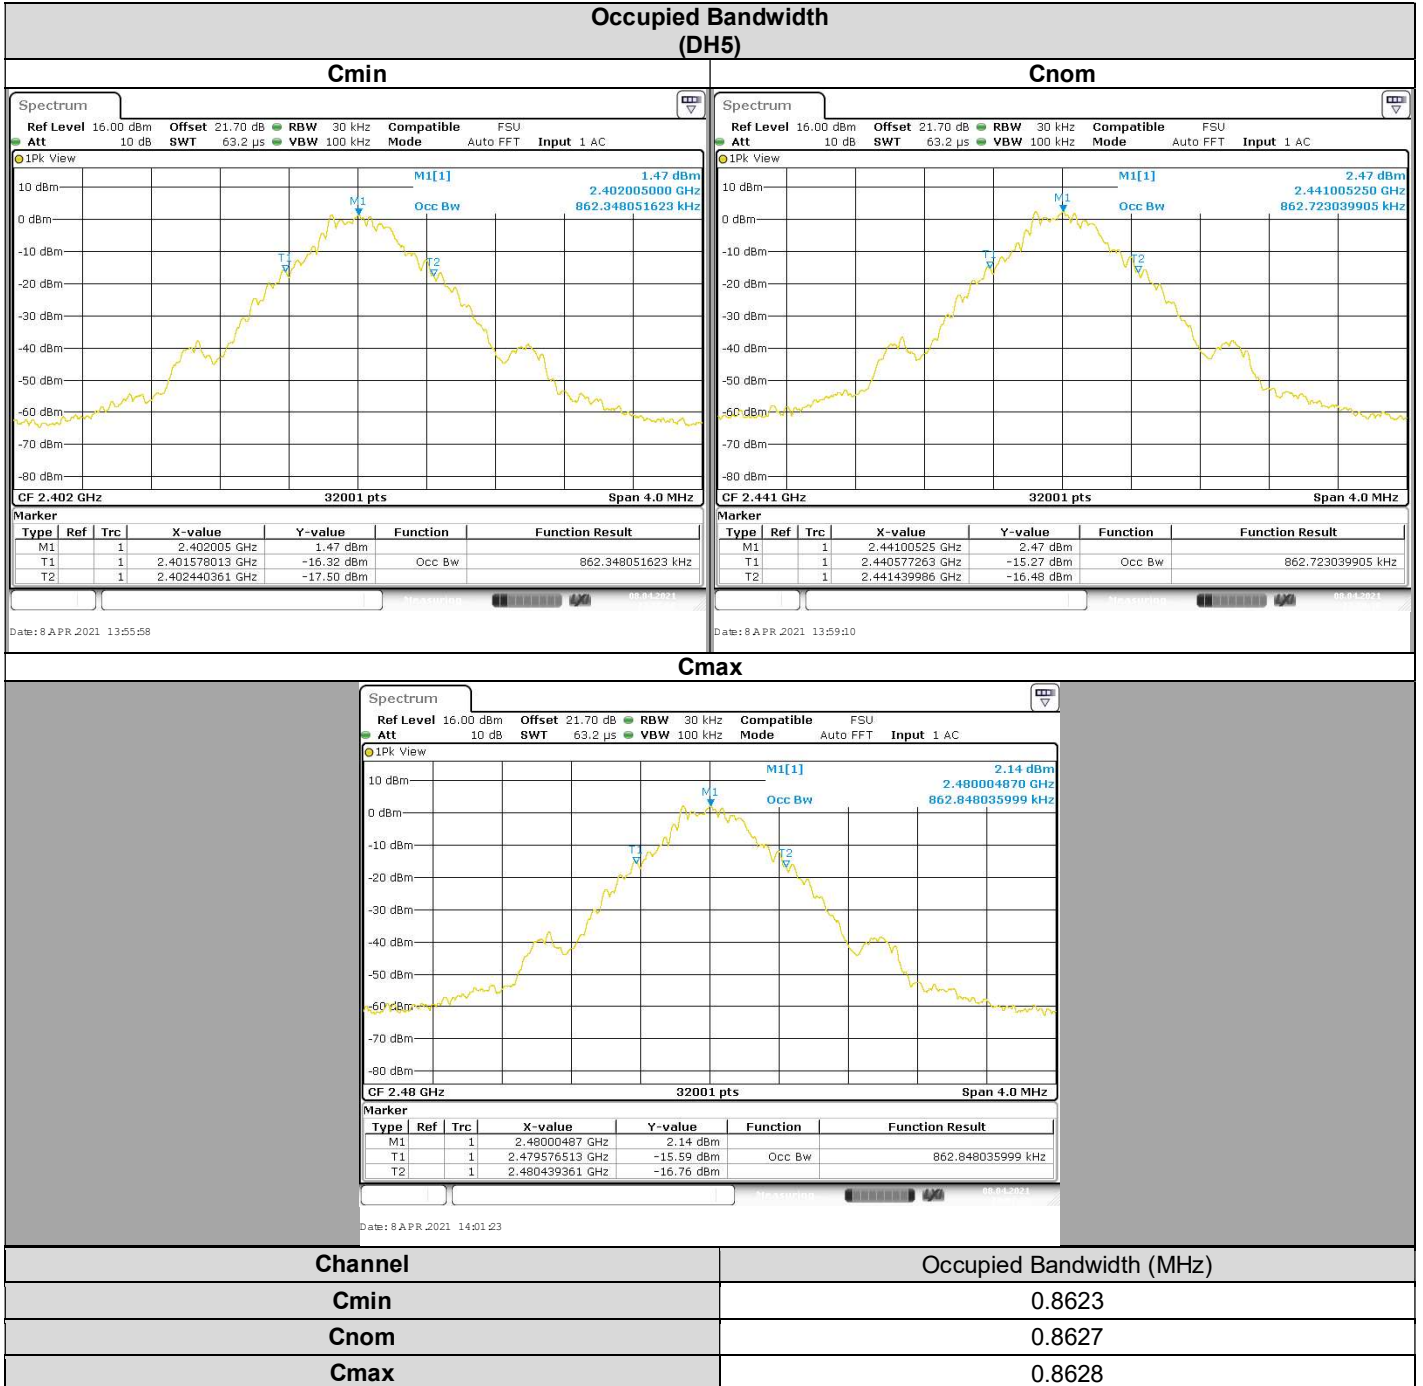 Occupied Bandwidth
(DH5)
Cmin
Spectrum
Ref Level 16.00 dBm Offset 21.70 dB RBW 30 kHz Compatible FSU
Att 10 dB SWT 63.2 µs VBW 100 kHz Mode Auto FFT Input 1 AC
1Pk View
M1[1] 1.47 dBm
2.402005000 GHz
Occ Bw 862.348051623 kHz
M1
T1
T2
10 dBm
0 dBm
-10 dBm
-20 dBm
-30 dBm
-40 dBm
-50 dBm
-60 dBm
-70 dBm
-80 dBm
CF 2.402 GHz 32001 pts Span 4.0 MHz
Marker
Type Ref Trc X-value Y-value Function Function Result
M1 1 2.402005 GHz 1.47 dBm
T1 1 2.401578013 GHz -16.32 dBm Occ Bw 862.348051623 kHz
T2 1 2.402440361 GHz -17.50 dBm
Measuring 08.04.2021
Date: 8.APR.2021 13:55:58
Cnom
Spectrum
Ref Level 16.00 dBm Offset 21.70 dB RBW 30 kHz Compatible FSU
Att 10 dB SWT 63.2 µs VBW 100 kHz Mode Auto FFT Input 1 AC
1Pk View
M1[1] 2.47 dBm
2.441005250 GHz
Occ Bw 862.723039905 kHz
M1
T2
10 dBm
0 dBm
-10 dBm
-20 dBm
-30 dBm
-40 dBm
-50 dBm
-60 dBm
-70 dBm
-80 dBm
CF 2.441 GHz 32001 pts Span 4.0 MHz
Marker
Type Ref Trc X-value Y-value Function Function Result
M1 1 2.44100525 GHz 2.47 dBm
T1 1 2.440577263 GHz -15.27 dBm Occ Bw 862.723039905 kHz
T2 1 2.441439986 GHz -16.48 dBm
Measuring 08.04.2021
Date: 8.APR.2021 13:59:10
Cmax
Spectrum
Ref Level 16.00 dBm Offset 21.70 dB RBW 30 kHz Compatible FSU
Att 10 dB SWT 63.2 µs VBW 100 kHz Mode Auto FFT Input 1 AC
1Pk View
M1[1] 2.14 dBm
2.480004870 GHz
Occ Bw 862.848035999 kHz
M1
T1
T2
10 dBm
0 dBm
-10 dBm
-20 dBm
-30 dBm
-40 dBm
-50 dBm
-60 dBm
-70 dBm
-80 dBm
CF 2.48 GHz 32001 pts Span 4.0 MHz
Marker
Type Ref Trc X-value Y-value Function Function Result
M1 1 2.48000487 GHz 2.14 dBm
T1 1 2.479576513 GHz -15.59 dBm Occ Bw 862.848035999 kHz
T2 1 2.480439361 GHz -16.76 dBm
Measuring 08.04.2021
Date: 8.APR.2021 14:01:23
Channel Occupied Bandwidth (MHz)
Cmin 0.8623
Cnom 0.8627
Cmax 0.8628